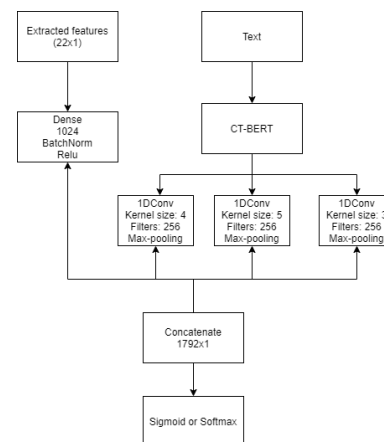 Extracted features
(22x1)
Text
Dense
1024
BatchNorm
Relu
CT-BERT
1DConv
Kernel size: 4
Filters: 256
Max-pooling
1DConv
Kernel size: 5
Filters: 256
Max-pooling
1DConv
Kernel size: 3
Filters: 256
Max-pooling
Concatenate
1792x1
Sigmoid or Softmax